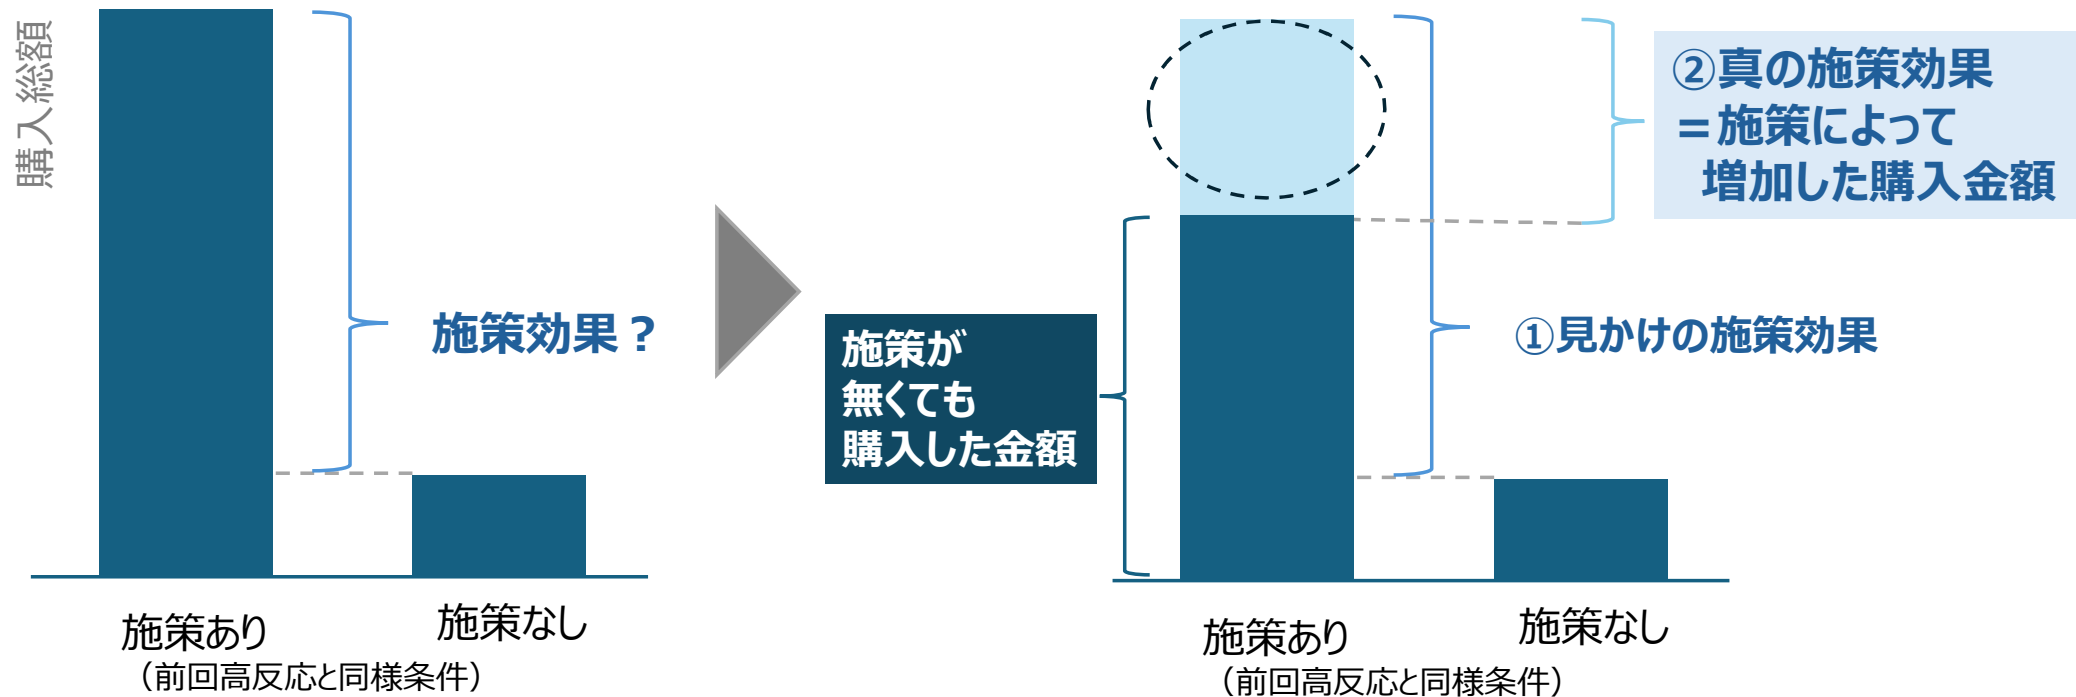 購入総額
施策効果？
施策あり
（前回高反応と同様条件）
施策なし
施策が
無くても
購入した金額
②真の施策効果
＝施策によって
増加した購入金額
①見かけの施策効果
施策あり
（前回高反応と同様条件）
施策なし